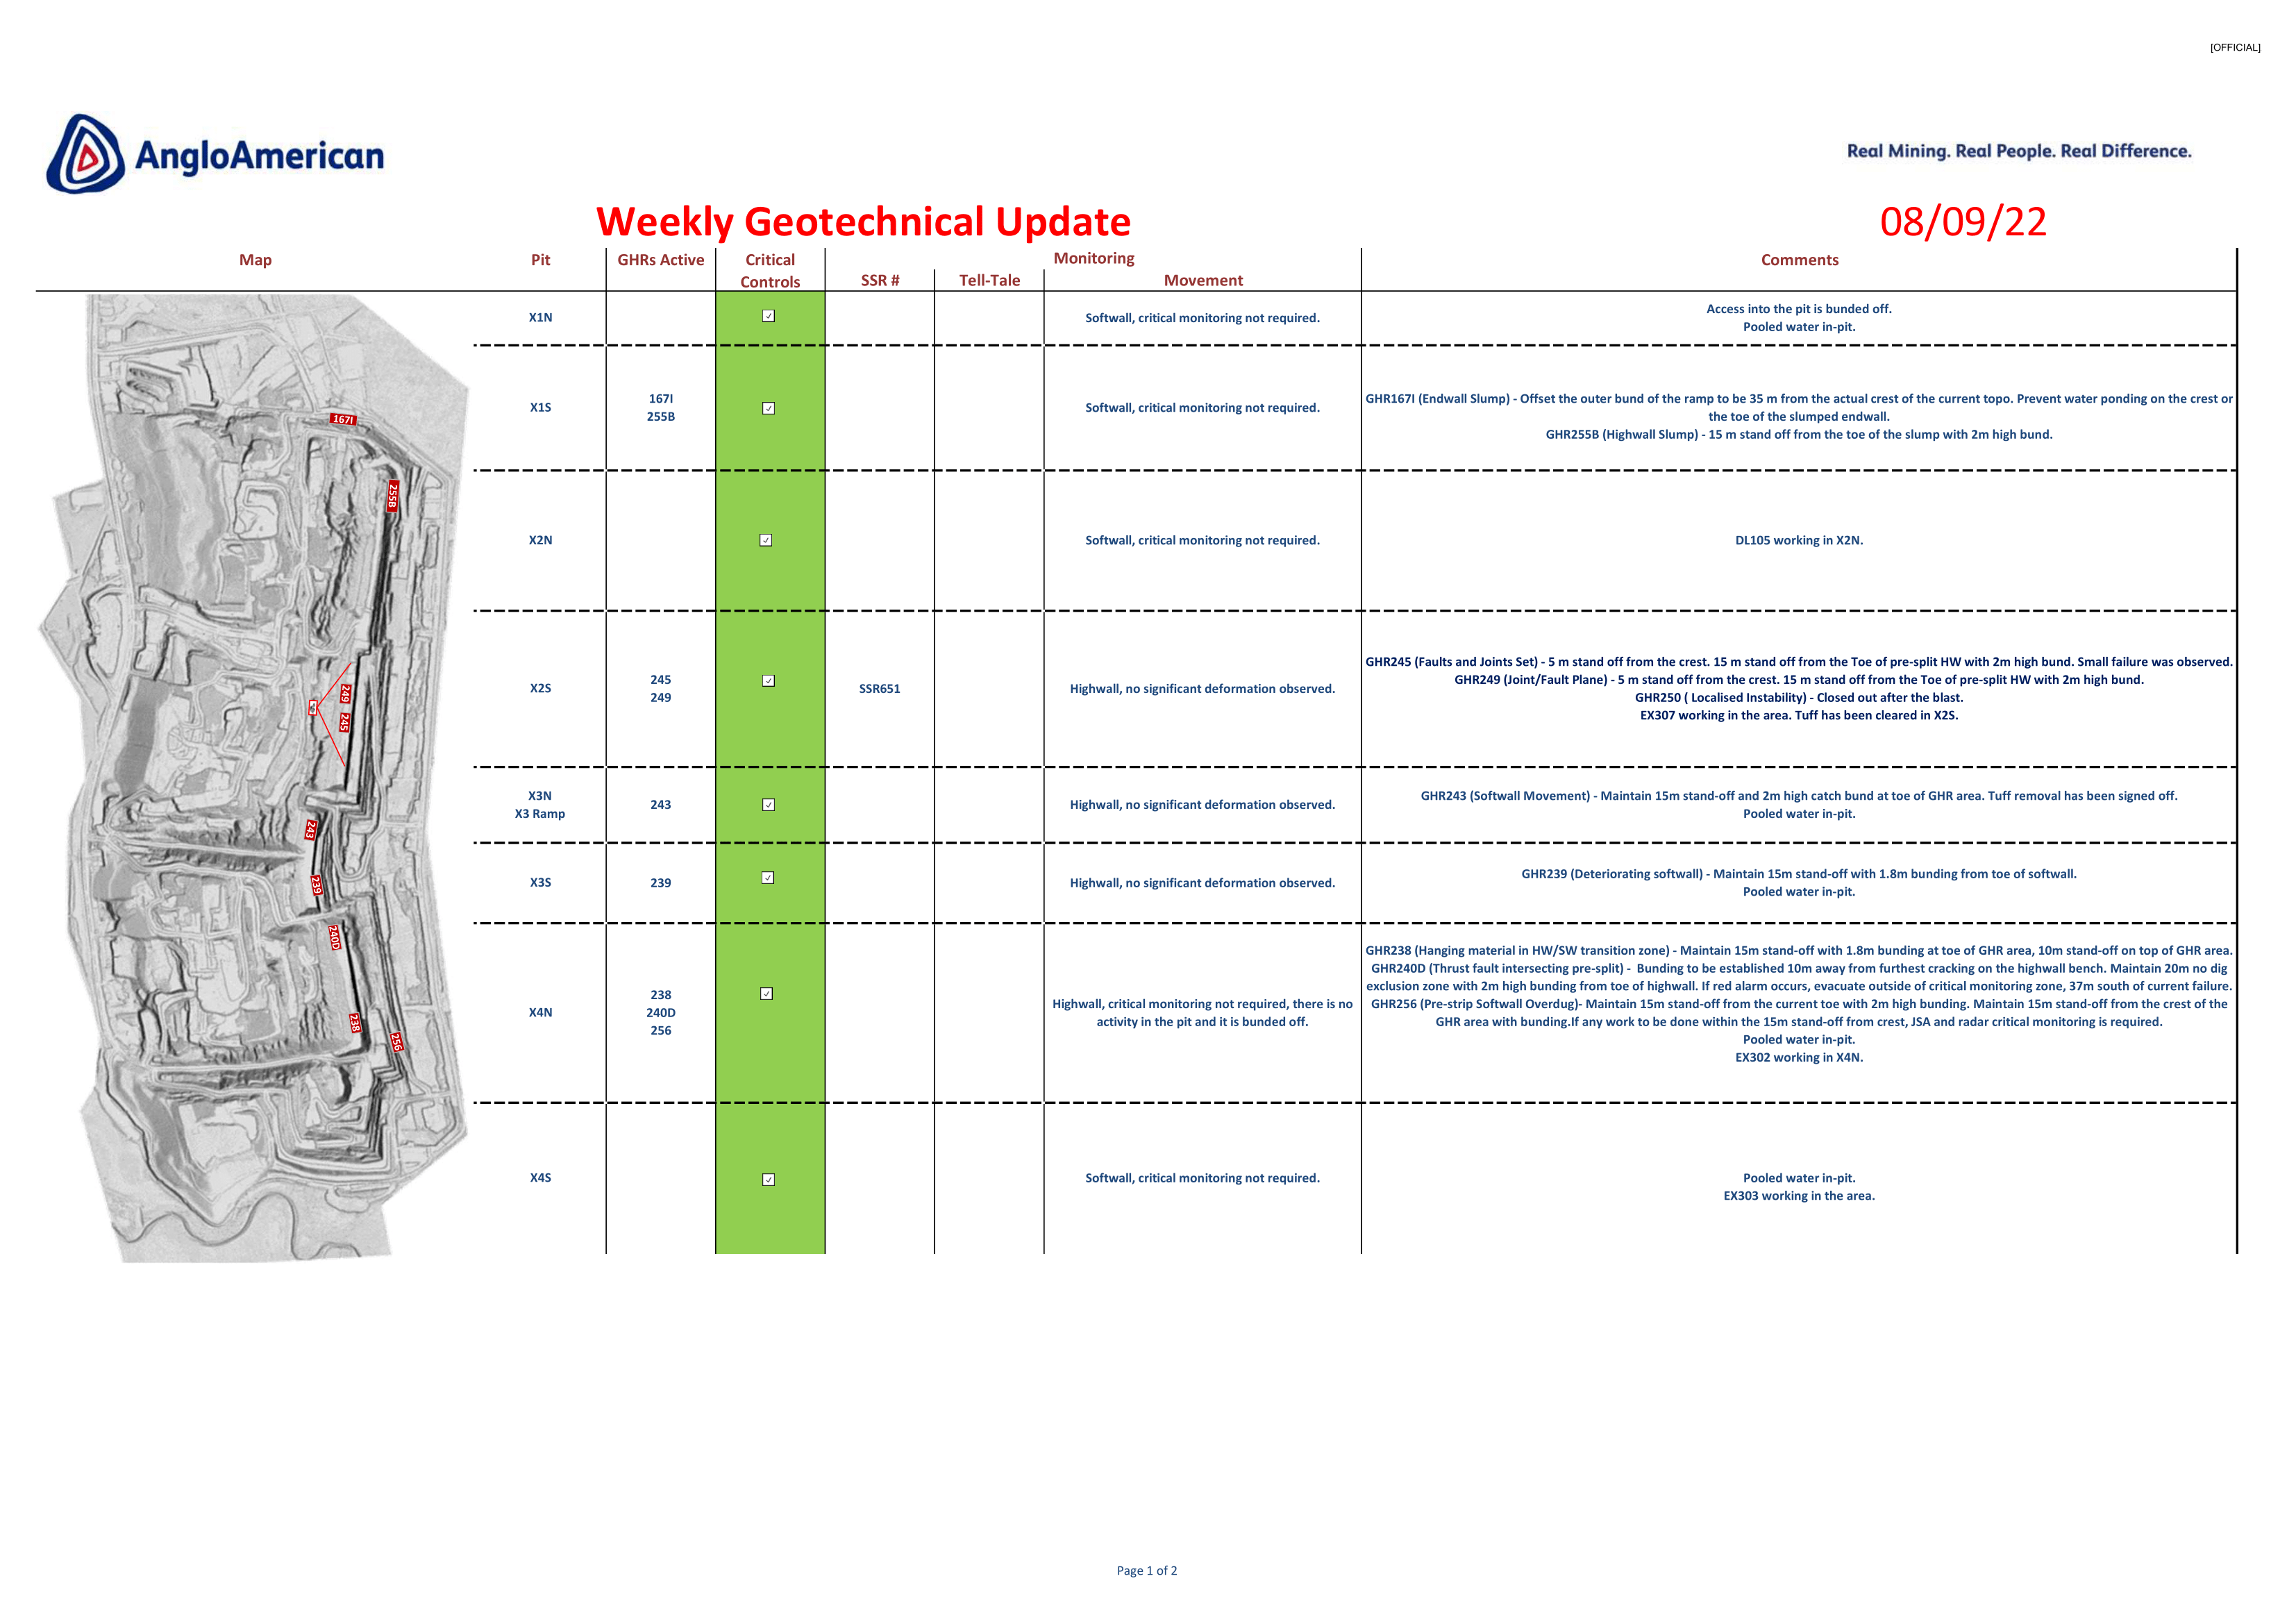 [OFFICIAL]
AngloAmerican
Real Mining. Real People. Real Difference.
Weekly Geotechnical Update
08/09/22
Map
Pit
GHRs Active
Critical
Controls
Monitoring
SSR #
Tell-Tale
Movement
Comments
X1N
Softwall, critical monitoring not required.
Access into the pit is bunded off.
Pooled water in-pit.
X1S
167I
255B
Softwall, critical monitoring not required.
GHR167I (Endwall Slump) - Offset the outer bund of the ramp to be 35 m from the actual crest of the current topo. Prevent water ponding on the crest or
the toe of the slumped endwall.
GHR255B (Highwall Slump) - 15 m stand off from the toe of the slump with 2m high bund.
X2N
Softwall, critical monitoring not required.
DL105 working in X2N.
X2S
245
249
SSR651
Highwall, no significant deformation observed.
GHR245 (Faults and Joints Set) - 5 m stand off from the crest. 15 m stand off from the Toe of pre-split HW with 2m high bund. Small failure was observed.
GHR249 (Joint/Fault Plane) - 5 m stand off from the crest. 15 m stand off from the Toe of pre-split HW with 2m high bund.
GHR250 ( Localised Instability) - Closed out after the blast.
EX307 working in the area. Tuff has been cleared in X2S.
X3N
X3 Ramp
243
Highwall, no significant deformation observed.
GHR243 (Softwall Movement) - Maintain 15m stand-off and 2m high catch bund at toe of GHR area. Tuff removal has been signed off.
Pooled water in-pit.
X3S
239
Highwall, no significant deformation observed.
GHR239 (Deteriorating softwall) - Maintain 15m stand-off with 1.8m bunding from toe of softwall.
Pooled water in-pit.
X4N
238
240D
256
Highwall, critical monitoring not required, there is no
activity in the pit and it is bunded off.
GHR238 (Hanging material in HW/SW transition zone) - Maintain 15m stand-off with 1.8m bunding at toe of GHR area, 10m stand-off on top of GHR area.
GHR240D (Thrust fault intersecting pre-split) -  Bunding to be established 10m away from furthest cracking on the highwall bench. Maintain 20m no dig
exclusion zone with 2m high bunding from toe of highwall. If red alarm occurs, evacuate outside of critical monitoring zone, 37m south of current failure.
GHR256 (Pre-strip Softwall Overdug)- Maintain 15m stand-off from the current toe with 2m high bunding. Maintain 15m stand-off from the crest of the
GHR area with bunding.If any work to be done within the 15m stand-off from crest, JSA and radar critical monitoring is required.
Pooled water in-pit.
EX302 working in X4N.
X4S
Softwall, critical monitoring not required.
Pooled water in-pit.
EX303 working in the area.
167I
255B
249
245
243
239
240D
238
256
Page 1 of 2